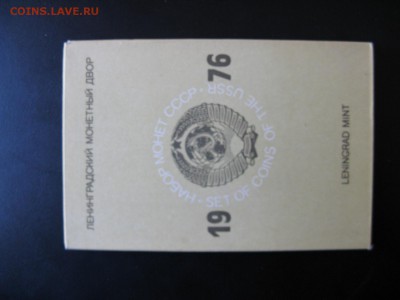 COINS.LAVE.RU
ЛЕНИНГРАДСКИЙ МОНЕТНЫЙ ДВОР
19 76
НАБОР МОНЕТ СССР · SET OF COINS OF THE USSR ·
LENINGRAD MINT